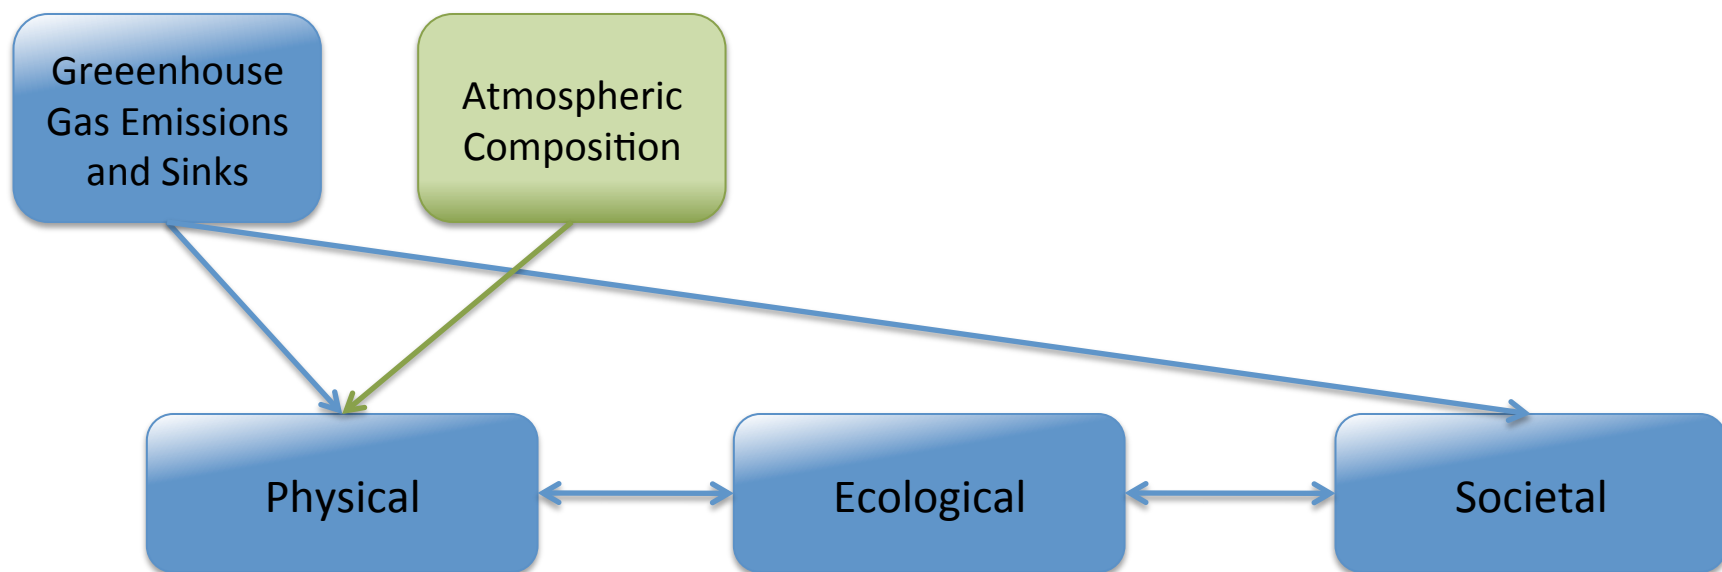 Greeenhouse
Gas Emissions
and Sinks
Atmospheric
Composition
Physical
Ecological
Societal